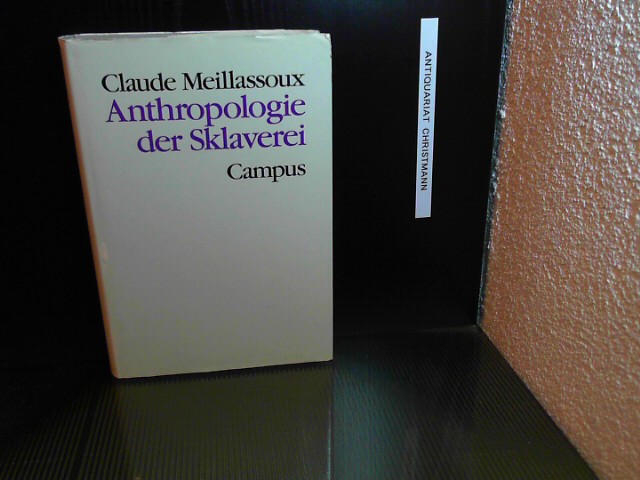 Claude Meillassoux
Anthropologie
der Sklaverei
Campus
ANTIQUARIAT CHRISTMANN